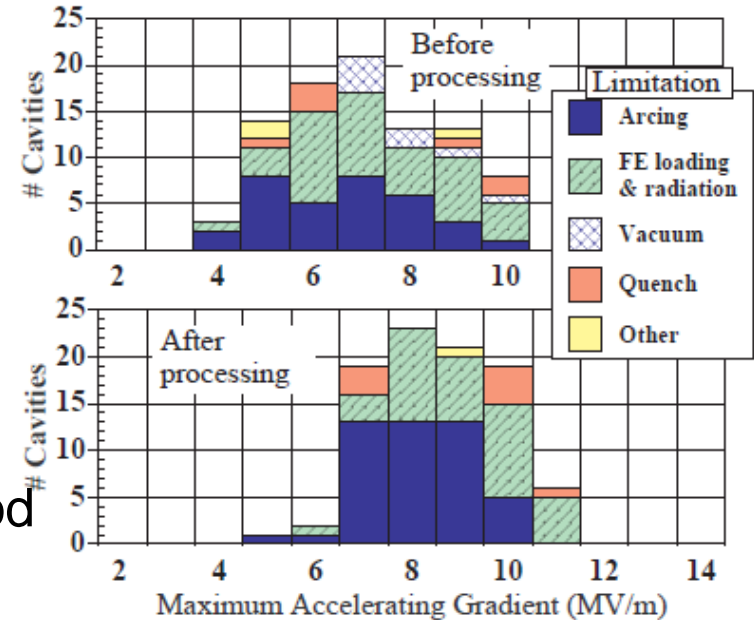 25
20
15
10
5
0
# Cavities
Before
processing
2 4 6 8 10
Limitation
Arcing
FE loading
& radiation
Vacuum
Quench
Other
25
20
15
10
5
0
# Cavities
After
processing
2 4 6 8 10 12 14
Maximum Accelerating Gradient (MV/m)